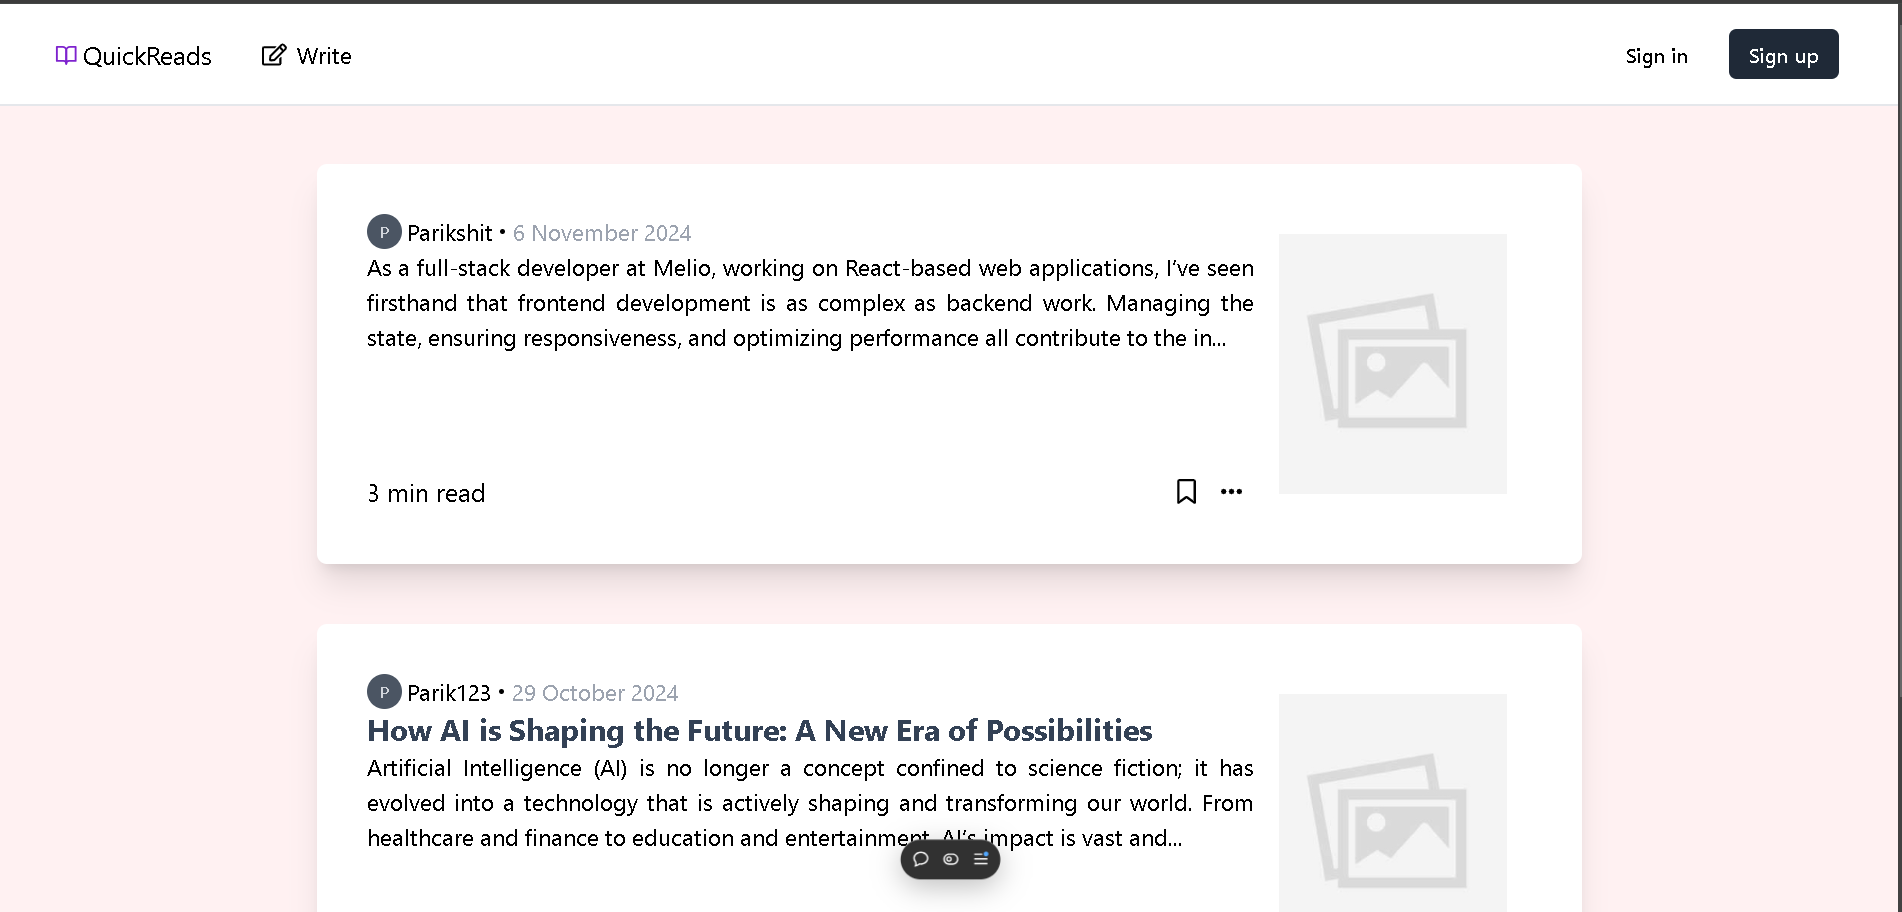 QuickReads Write Sign in Sign up
P Parikshit • 6 November 2024
As a full-stack developer at Melio, working on React-based web applications, I’ve seen
firsthand that frontend development is as complex as backend work. Managing the
state, ensuring responsiveness, and optimizing performance all contribute to the in...
3 min read
P Parik123 • 29 October 2024
How AI is Shaping the Future: A New Era of Possibilities
Artificial Intelligence (AI) is no longer a concept confined to science fiction; it has
evolved into a technology that is actively shaping and transforming our world. From
healthcare and finance to education and entertainment, AI’s impact is vast and...